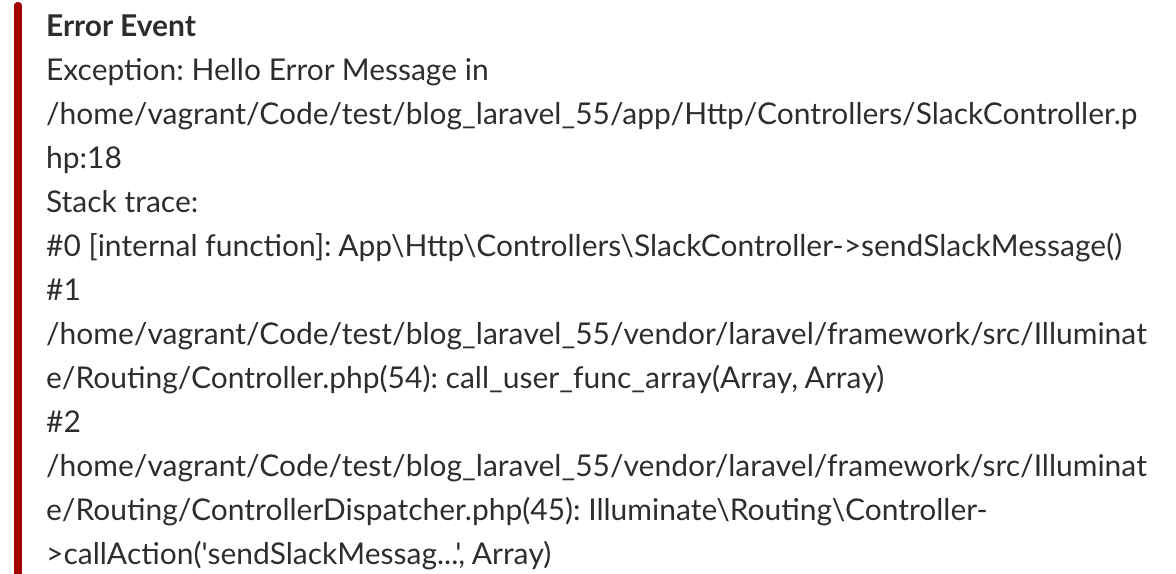 Error Event
Exception: Hello Error Message in
/home/vagrant/Code/test/blog_laravel_55/app/Http/Controllers/SlackController.p
hp:18
Stack trace:
#0 [internal function]: App\Http\Controllers\SlackController->sendSlackMessage()
#1
/home/vagrant/Code/test/blog_laravel_55/vendor/laravel/framework/src/Illuminat
e/Routing/Controller.php(54): call_user_func_array(Array, Array)
#2
/home/vagrant/Code/test/blog_laravel_55/vendor/laravel/framework/src/Illuminat
e/Routing/ControllerDispatcher.php(45): Illuminate\Routing\Controller-
>callAction('sendSlackMessag...', Array)